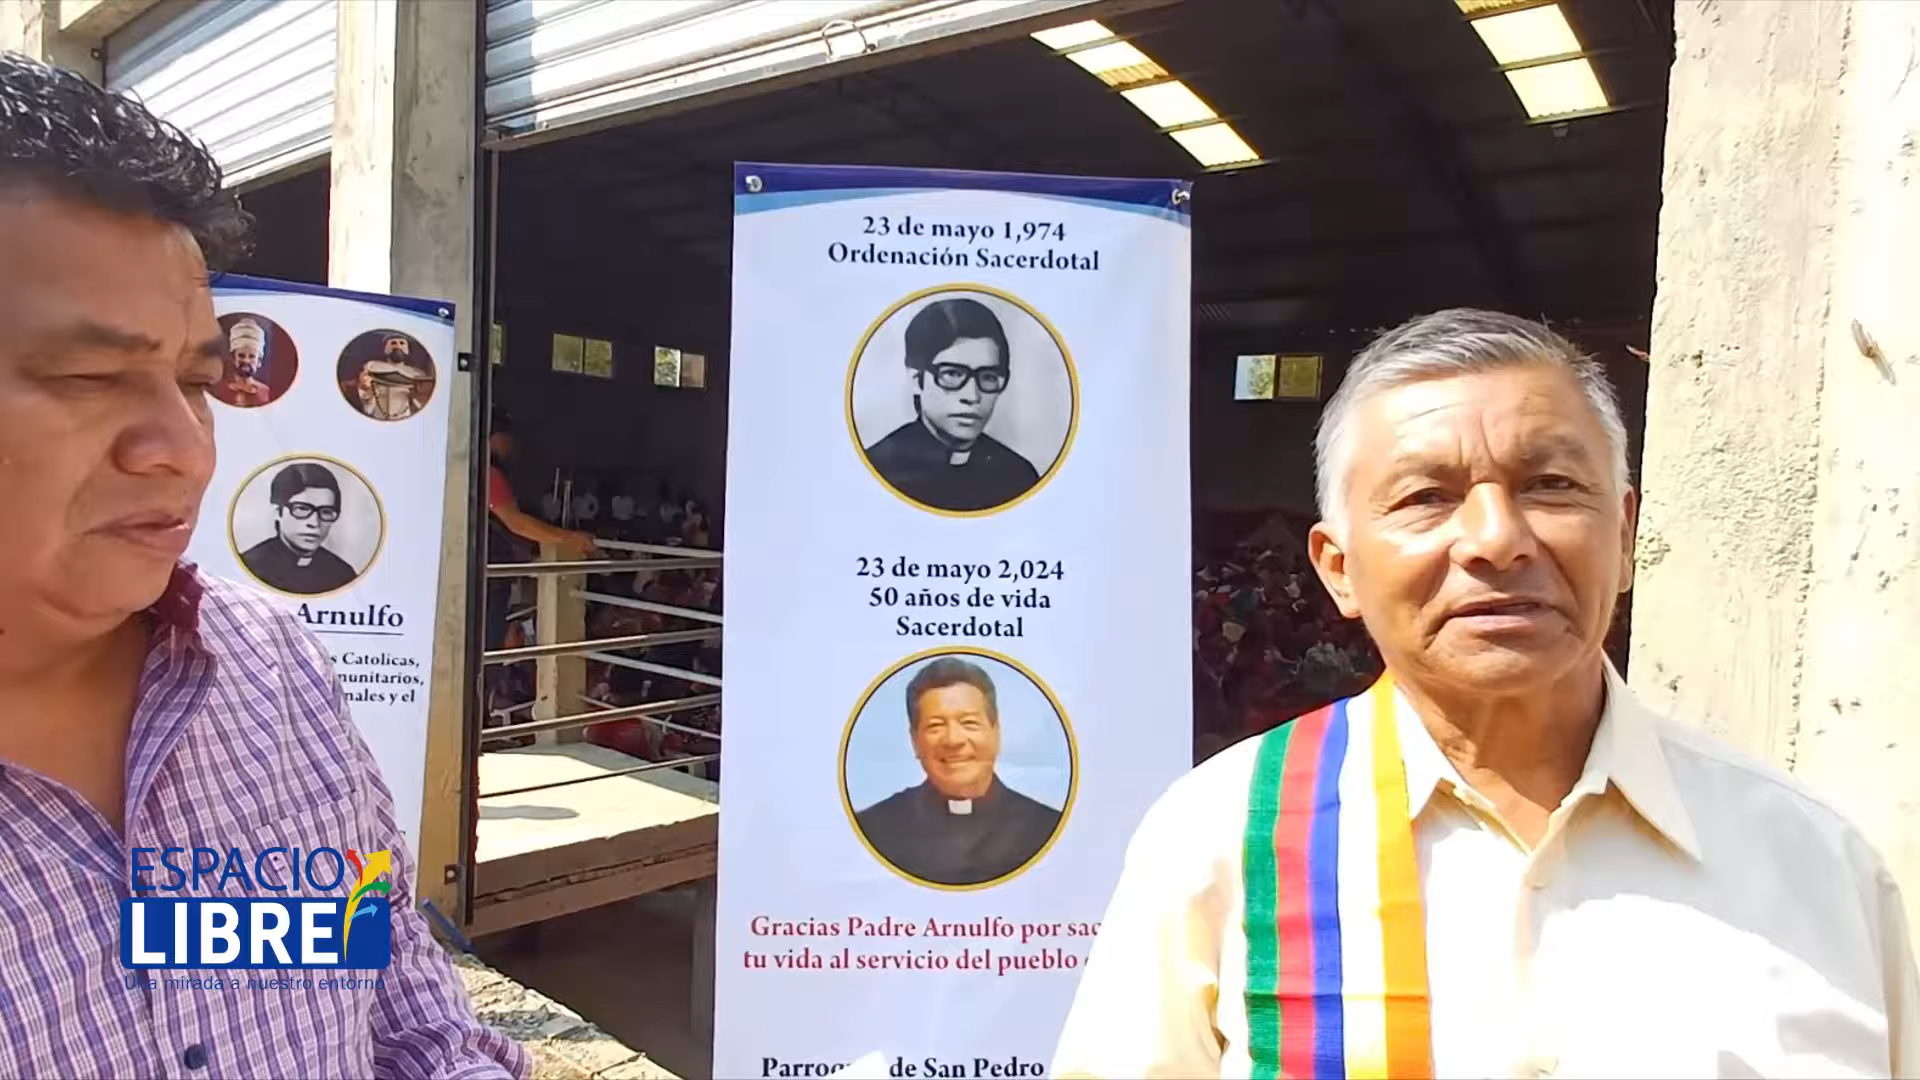 23 de mayo 1,974
Ordenación Sacerdotal
23 de mayo 2,024
50 años de vida
Sacerdotal
Gracias Padre Arnulfo por
tu vida al servicio del pueblo
de San Pedro
Arnulfo
s Catolicas,
munitarios,
nales y el
ESPACIO
LIBRE
Una mirada a nuestro entorno